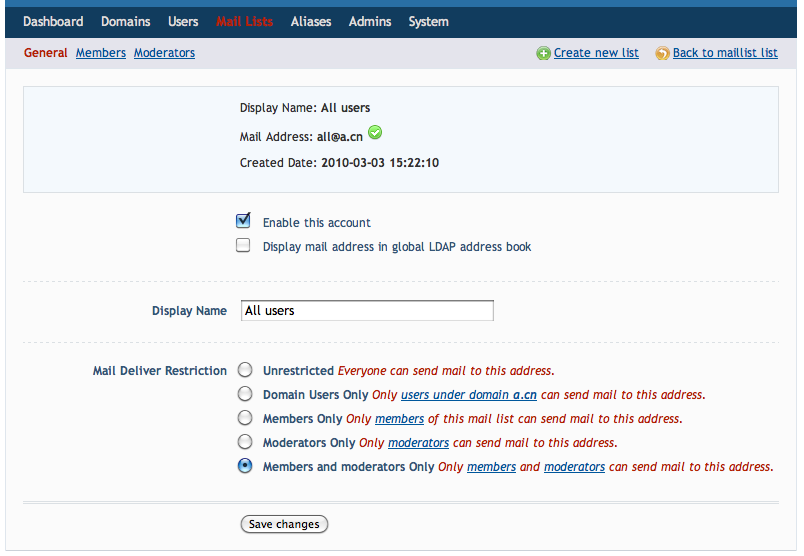 Dashboard Domains Users Mail Lists Aliases Admins System
General Members Moderators Create new list Back to maillist list
Display Name: All users
Mail Address: all@a.cn
Created Date: 2010-03-03 15:22:10
Enable this account
Display mail address in global LDAP address book
Display Name All users
Mail Deliver Restriction Unrestricted Everyone can send mail to this address.
Domain Users Only Only users under domain a.cn can send mail to this address.
Members Only Only members of this mail list can send mail to this address.
Moderators Only Only moderators can send mail to this address.
Members and moderators Only Only members and moderators can send mail to this address.
Save changes